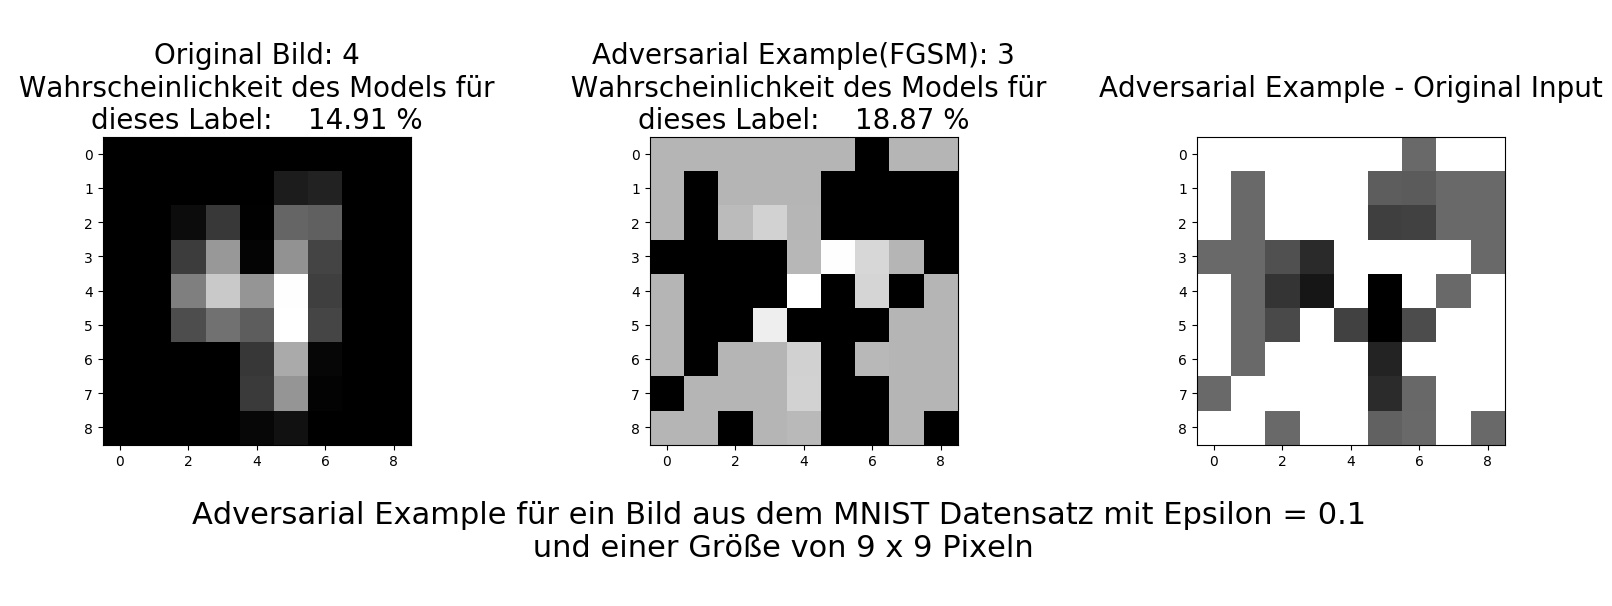 Original Bild: 4
Wahrscheinlichkeit des Models für
dieses Label: 14.91 %
0
1
2
3
4
5
6
7
8
0 2 4 6 8
Adversarial Example(FGSM): 3
Wahrscheinlichkeit des Models für
dieses Label: 18.87 %
0
1
2
3
4
5
6
7
8
0 2 4 6 8
Adversarial Example - Original Input
0
1
2
3
4
5
6
7
8
0 2 4 6 8
Adversarial Example für ein Bild aus dem MNIST Datensatz mit Epsilon = 0.1
und einer Größe von 9 x 9 Pixeln